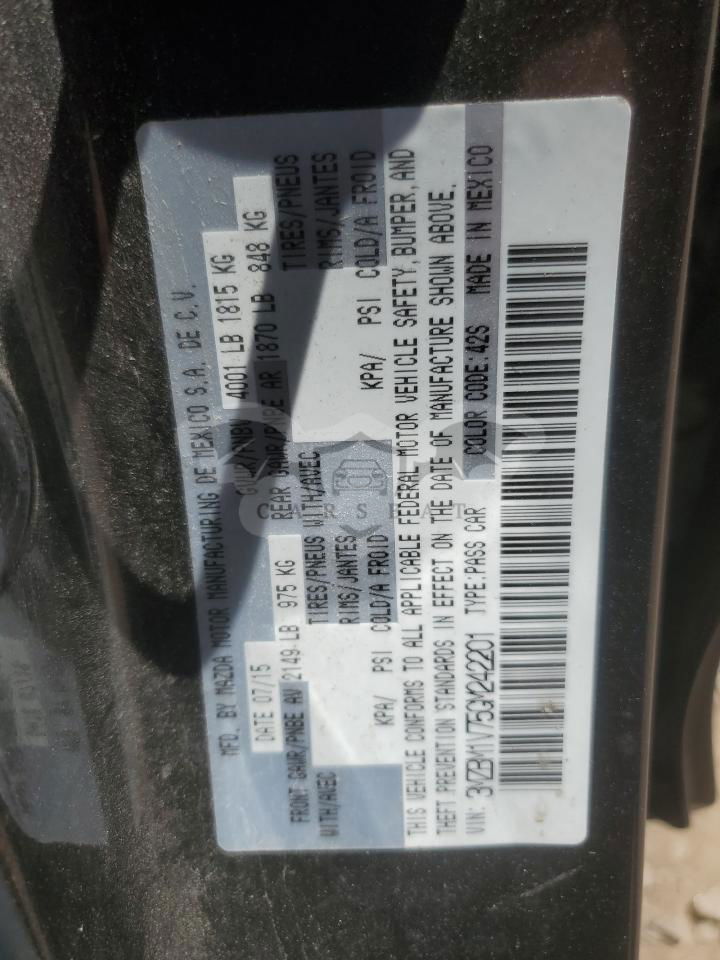 MFD. BY MAZDA MOTOR MANUFACTURING DE MEXICO S.A. DE C.V.
DATE 07/15 GVWR/PNBV 4001 LB 1815 KG
FRONT GAWR/PNBE AV 2149 LB 975 KG REAR GAWR/PNBE AR 1870 LB 848 KG
WITH/AVEC TIRES/PNEUS WITH/AVEC TIRES/PNEUS
RIMS/JANTES RIMS/JANTES
KPA/ PSI COLD/A FROID KPA/ PSI COLD/A FROID
THIS VEHICLE CONFORMS TO ALL APPLICABLE FEDERAL MOTOR VEHICLE SAFETY, BUMPER, AND
THEFT PREVENTION STANDARDS IN EFFECT ON THE DATE OF MANUFACTURE SHOWN ABOVE.
VIN: 3MZBM1V75GM242201 TYPE:PASS CAR COLOR CODE:42S MADE IN MEXICO